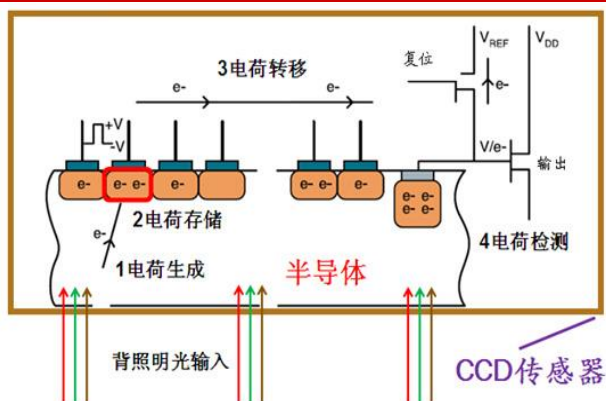 V_REF
V_DD
复位
3电荷转移
e-
e-
e-
+V
-V
V/e-
输出
e-
e- e-
e-
e-
e-
e- e-
e- e-
2电荷存储
e-
4电荷检测
1电荷生成
半导体
背照明光输入
CCD传感器